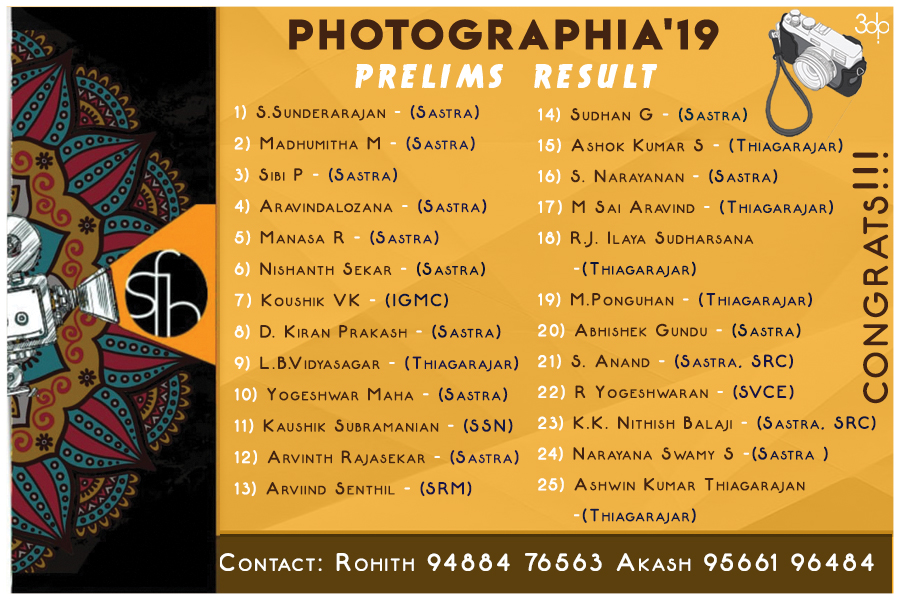 PHOTOGRAPHIA'19
3dp
PRELIMS RESULT
1) S.Sunderarajan - (Sastra)
2) Madhumitha M - (Sastra)
3) Sibi P - (Sastra)
4) Aravindalozana - (Sastra)
5) Manasa R - (Sastra)
6) Nishanth Sekar - (Sastra)
7) Koushik VK - (IGMC)
8) D. Kiran Prakash - (Sastra)
9) L.B.Vidyasagar - (Thiagarajar)
10) Yogeshwar Maha - (Sastra)
11) Kaushik Subramanian - (SSN)
12) Arvinth Rajasekar - (Sastra)
13) Arviind Senthil - (SRM)
14) Sudhan G - (Sastra)
15) Ashok Kumar S - (Thiagarajar)
16) S. Narayanan - (Sastra)
17) M Sai Aravind - (Thiagarajar)
18) R.J. Ilaya Sudharsana
-(Thiagarajar)
19) M.Ponguhan - (Thiagarajar)
20) Abhishek Gundu - (Sastra)
21) S. Anand - (Sastra, SRC)
22) R Yogeshwaran - (SVCE)
23) K.K. Nithish Balaji - (Sastra, SRC)
24) Narayana Swamy S -(Sastra )
25) Ashwin Kumar Thiagarajan
-(Thiagarajar)
CONGRATS!!!
sfh
Contact: Rohith 94884 76563 Akash 95661 96484